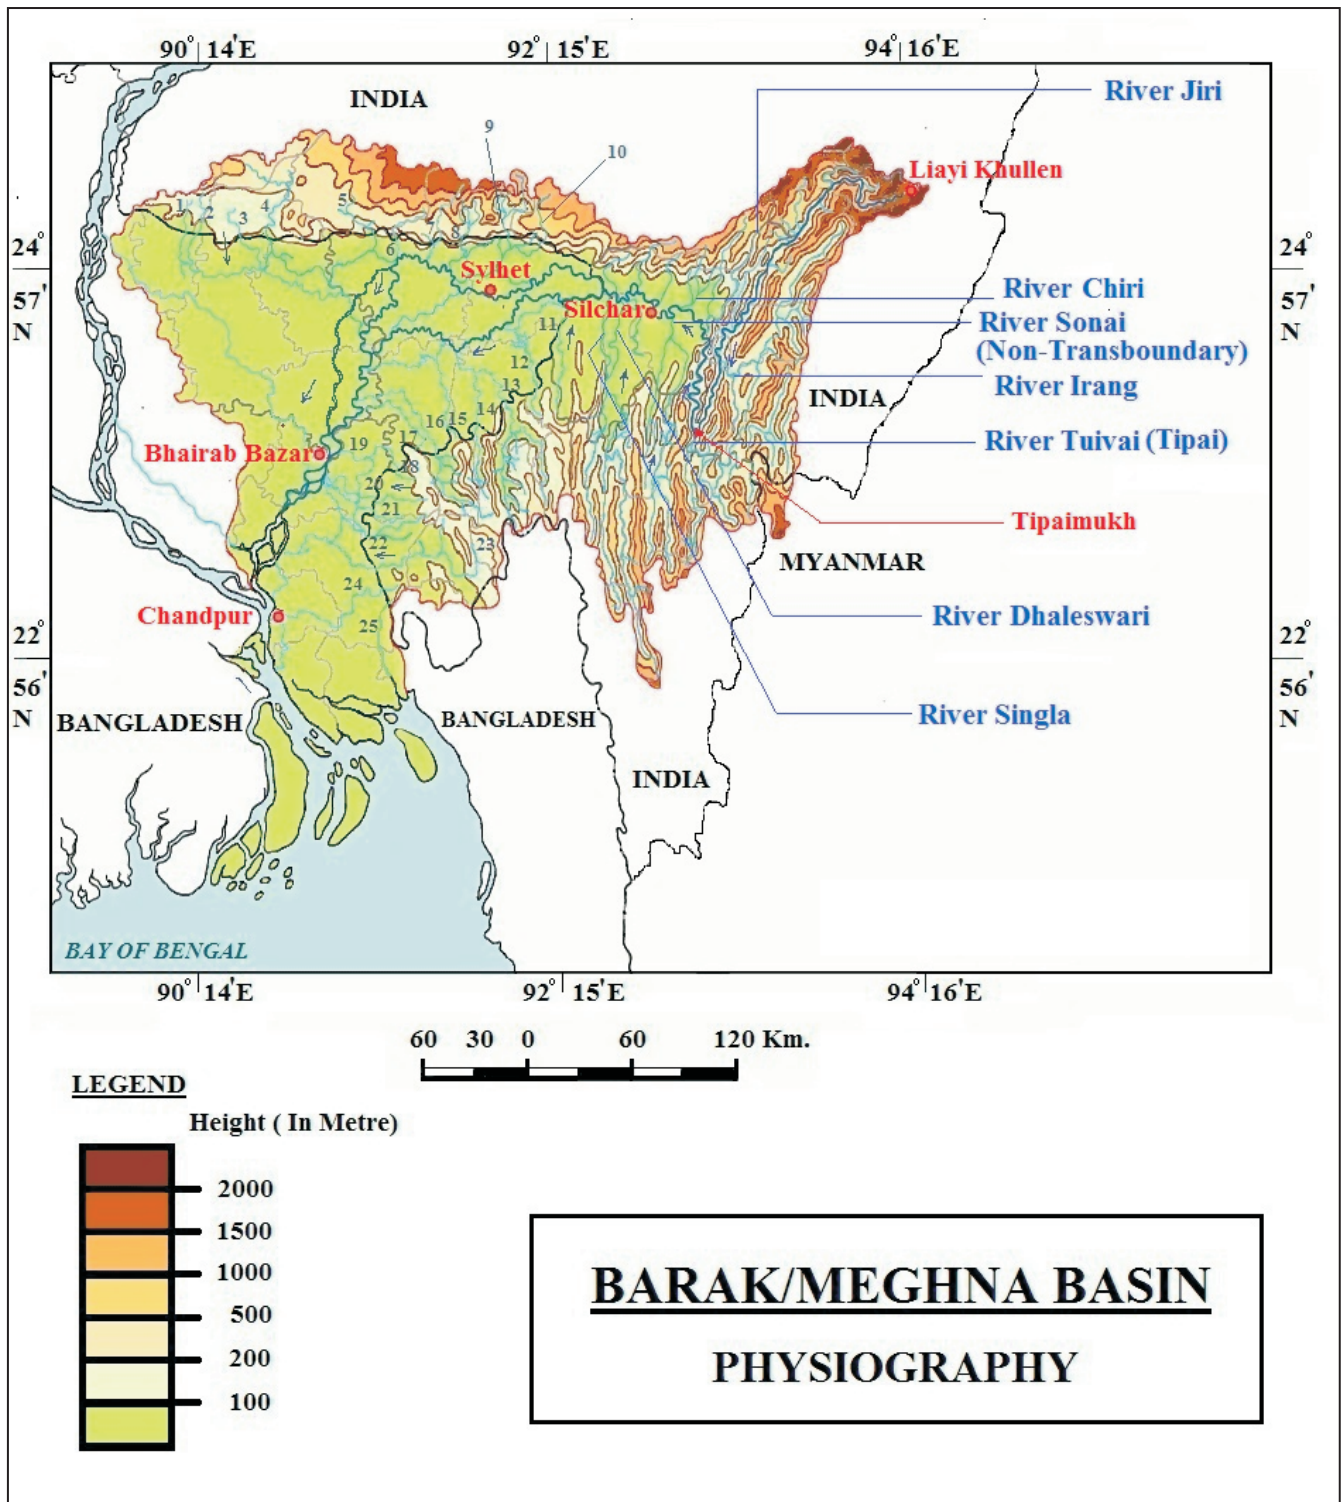 90° 14'E
92° 15'E
94° 16'E
INDIA
River Jiri
9
10
Liayi Khullen
1
2
3
4
5
6
7
8
24°
57'
N
24°
57'
N
Sylhet
Silchar
River Chiri
River Sonai
(Non-Transboundary)
River Irang
INDIA
11
12
13
14
15
16
17
18
19
20
21
22
23
24
25
Bhairab Bazar
River Tuivai (Tipai)
Tipaimukh
MYANMAR
Chandpur
River Dhaleswari
22°
56'
N
22°
56'
N
BANGLADESH
BANGLADESH
River Singla
INDIA
BAY OF BENGAL
90° 14'E
92° 15'E
94° 16'E
60 30 0 60 120 Km.
LEGEND
Height ( In Metre)
2000
1500
1000
500
200
100
BARAK/MEGHNA BASIN
PHYSIOGRAPHY